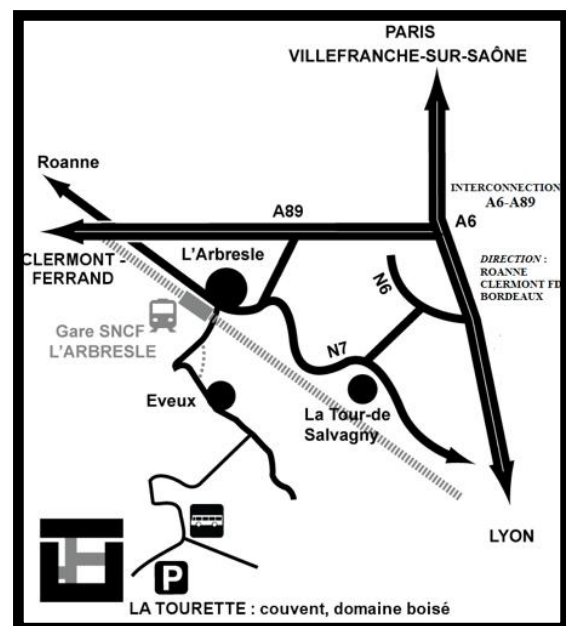 PARIS
VILLEFRANCHE-SUR-SAÔNE
Roanne
INTERCONNECTION
A6-A89
A89
A6
CLERMONT -
FERRAND
L'Arbresle
DIRECTION :
ROANNE
CLERMONT FD
BORDEAUX
N6
Gare SNCF
L'ARBRESLE
N7
Eveux
La Tour-de
Salvagny
LYON
P
LA TOURETTE : couvent, domaine boisé